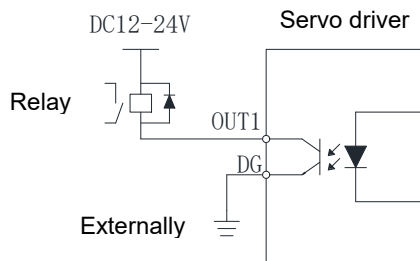 Servo driver
DC12-24V
Relay
OUT1
DG
Externally